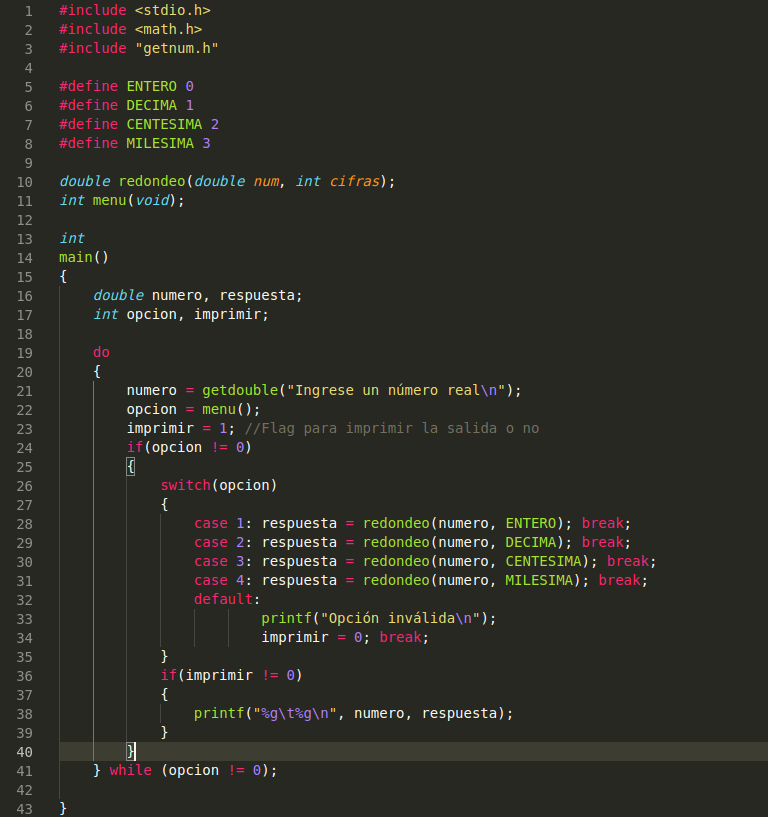 1 #include <stdio.h>
2 #include <math.h>
3 #include "getnum.h"
4
5 #define ENTERO 0
6 #define DECIMA 1
7 #define CENTESIMA 2
8 #define MILESIMA 3
9
10 double redondeo(double num, int cifras);
11 int menu(void);
12
13 int
14 main()
15 {
16     double numero, respuesta;
17     int opcion, imprimir;
18
19     do
20     {
21         numero = getdouble("Ingrese un número real\n");
22         opcion = menu();
23         imprimir = 1; //Flag para imprimir la salida o no
24         if(opcion != 0)
25         {
26             switch(opcion)
27             {
28                 case 1: respuesta = redondeo(numero, ENTERO); break;
29                 case 2: respuesta = redondeo(numero, DECIMA); break;
30                 case 3: respuesta = redondeo(numero, CENTESIMA); break;
31                 case 4: respuesta = redondeo(numero, MILESIMA); break;
32                 default:
33                         printf("Opción inválida\n");
34                         imprimir = 0; break;
35             }
36             if(imprimir != 0)
37             {
38                 printf("%g\t%g\n", numero, respuesta);
39             }
40         }
41     } while (opcion != 0);
42
43 }